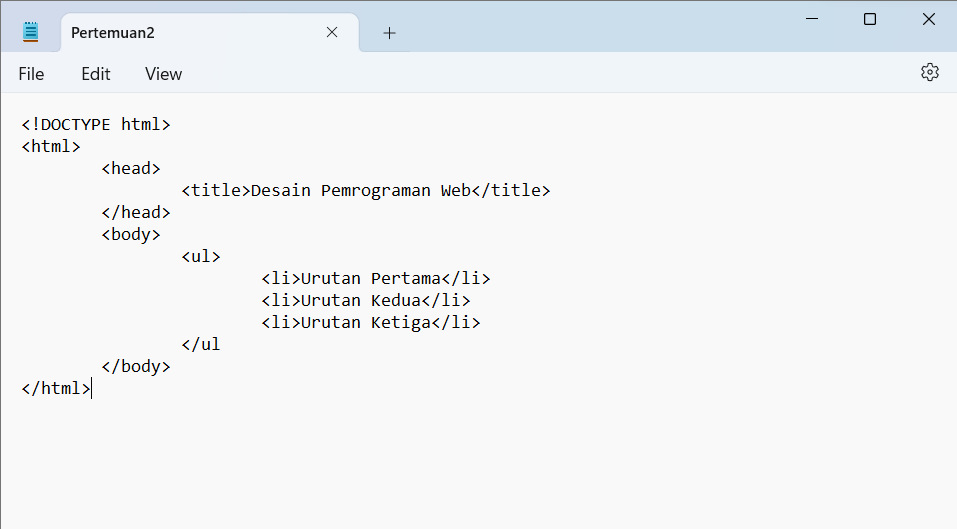 Pertemuan2
File Edit View
<!DOCTYPE html>
<html>
<head>
<title>Desain Pemrograman Web</title>
</head>
<body>
<ul>
<li>Urutan Pertama</li>
<li>Urutan Kedua</li>
<li>Urutan Ketiga</li>
</ul
</body>
</html>